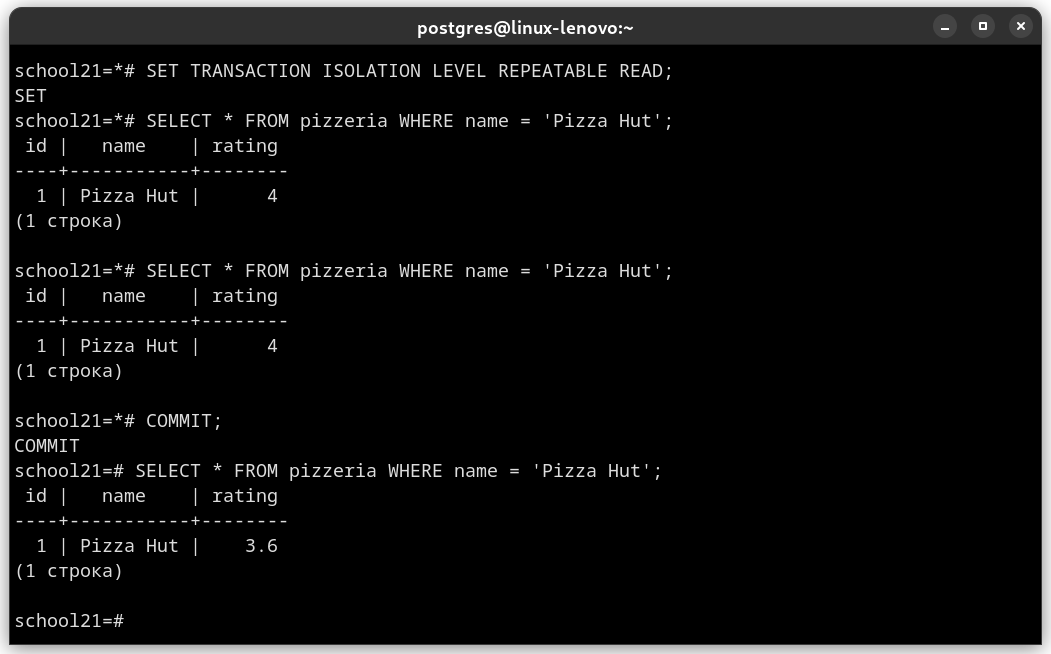 postgres@linux-lenovo:~
school21=*# SET TRANSACTION ISOLATION LEVEL REPEATABLE READ;
SET
school21=*# SELECT * FROM pizzeria WHERE name = 'Pizza Hut';
 id |   name    | rating
----+-----------+--------
  1 | Pizza Hut |      4
(1 строка)

school21=*# SELECT * FROM pizzeria WHERE name = 'Pizza Hut';
 id |   name    | rating
----+-----------+--------
  1 | Pizza Hut |      4
(1 строка)

school21=*# COMMIT;
COMMIT
school21=# SELECT * FROM pizzeria WHERE name = 'Pizza Hut';
 id |   name    | rating
----+-----------+--------
  1 | Pizza Hut |    3.6
(1 строка)

school21=#